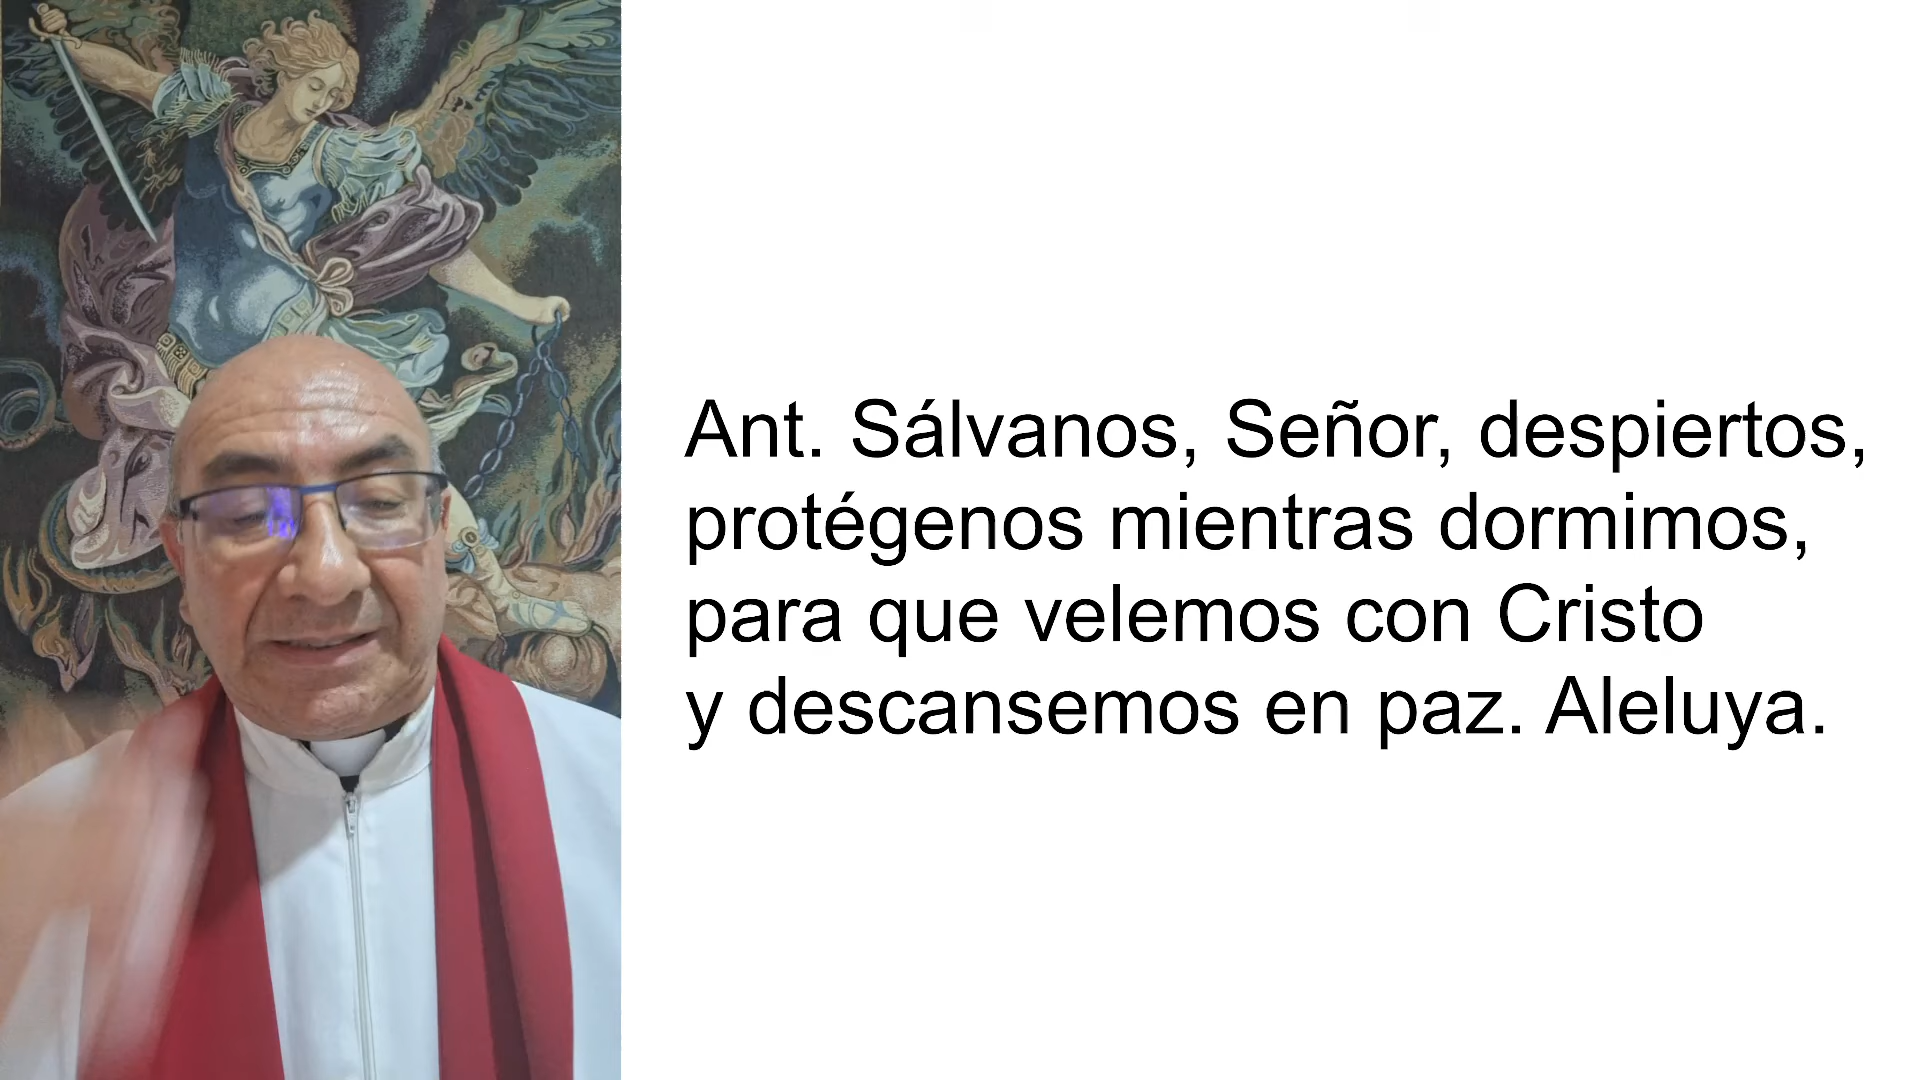 Ant. Sálvanos, Señor, despiertos,
protégenos mientras dormimos,
para que velemos con Cristo
y descansemos en paz. Aleluya.